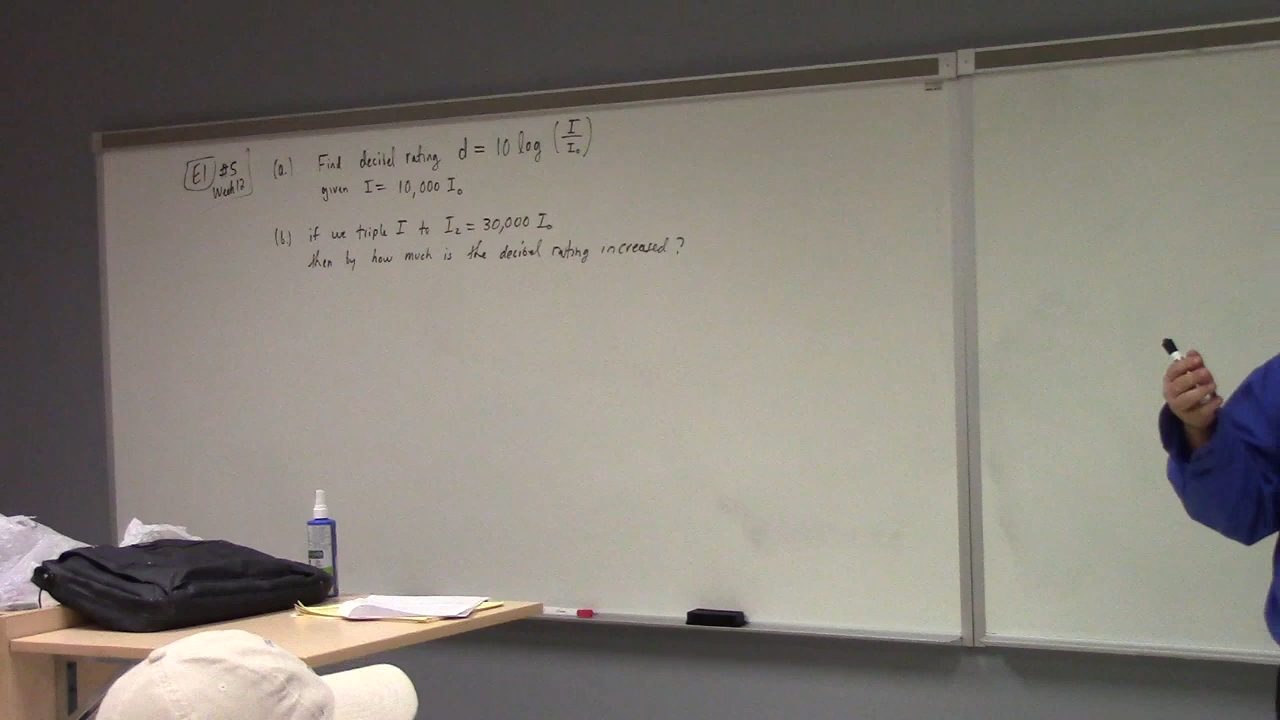 E1 #5 (a.) Find decibel rating d = 10 log (I/I₀)
Week 12 given I = 10,000 I₀
(b.) if we triple I to I₂ = 30,000 I₀
then by how much is the decibel rating increased?